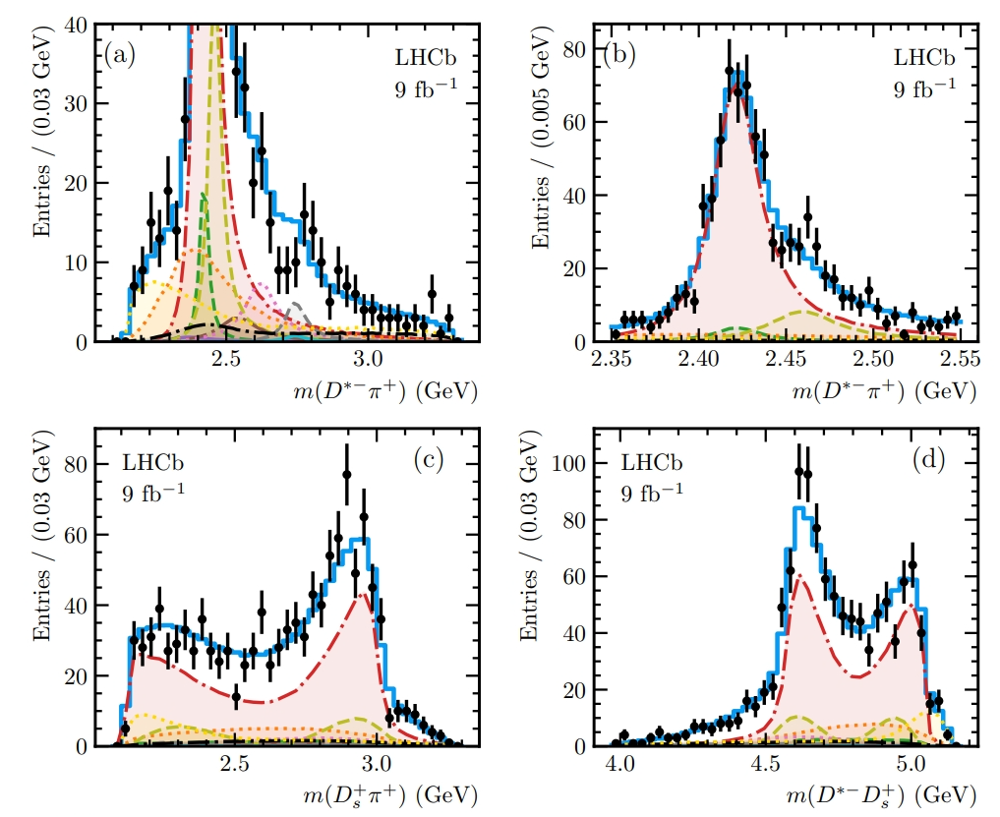 (a)
LHCb
9 fb⁻¹
Entries / (0.03 GeV)
40
30
20
10
0
2.5
3.0
m(D*⁻π⁺) (GeV)
(b)
LHCb
9 fb⁻¹
Entries / (0.005 GeV)
80
60
40
20
0
2.35
2.40
2.45
2.50
2.55
m(D*⁻π⁺) (GeV)
LHCb
(c)
9 fb⁻¹
Entries / (0.03 GeV)
80
60
40
20
0
2.5
3.0
m(Dₛ⁺π⁺) (GeV)
LHCb
(d)
9 fb⁻¹
Entries / (0.03 GeV)
100
80
60
40
20
0
4.0
4.5
5.0
m(D*⁻Dₛ⁺) (GeV)